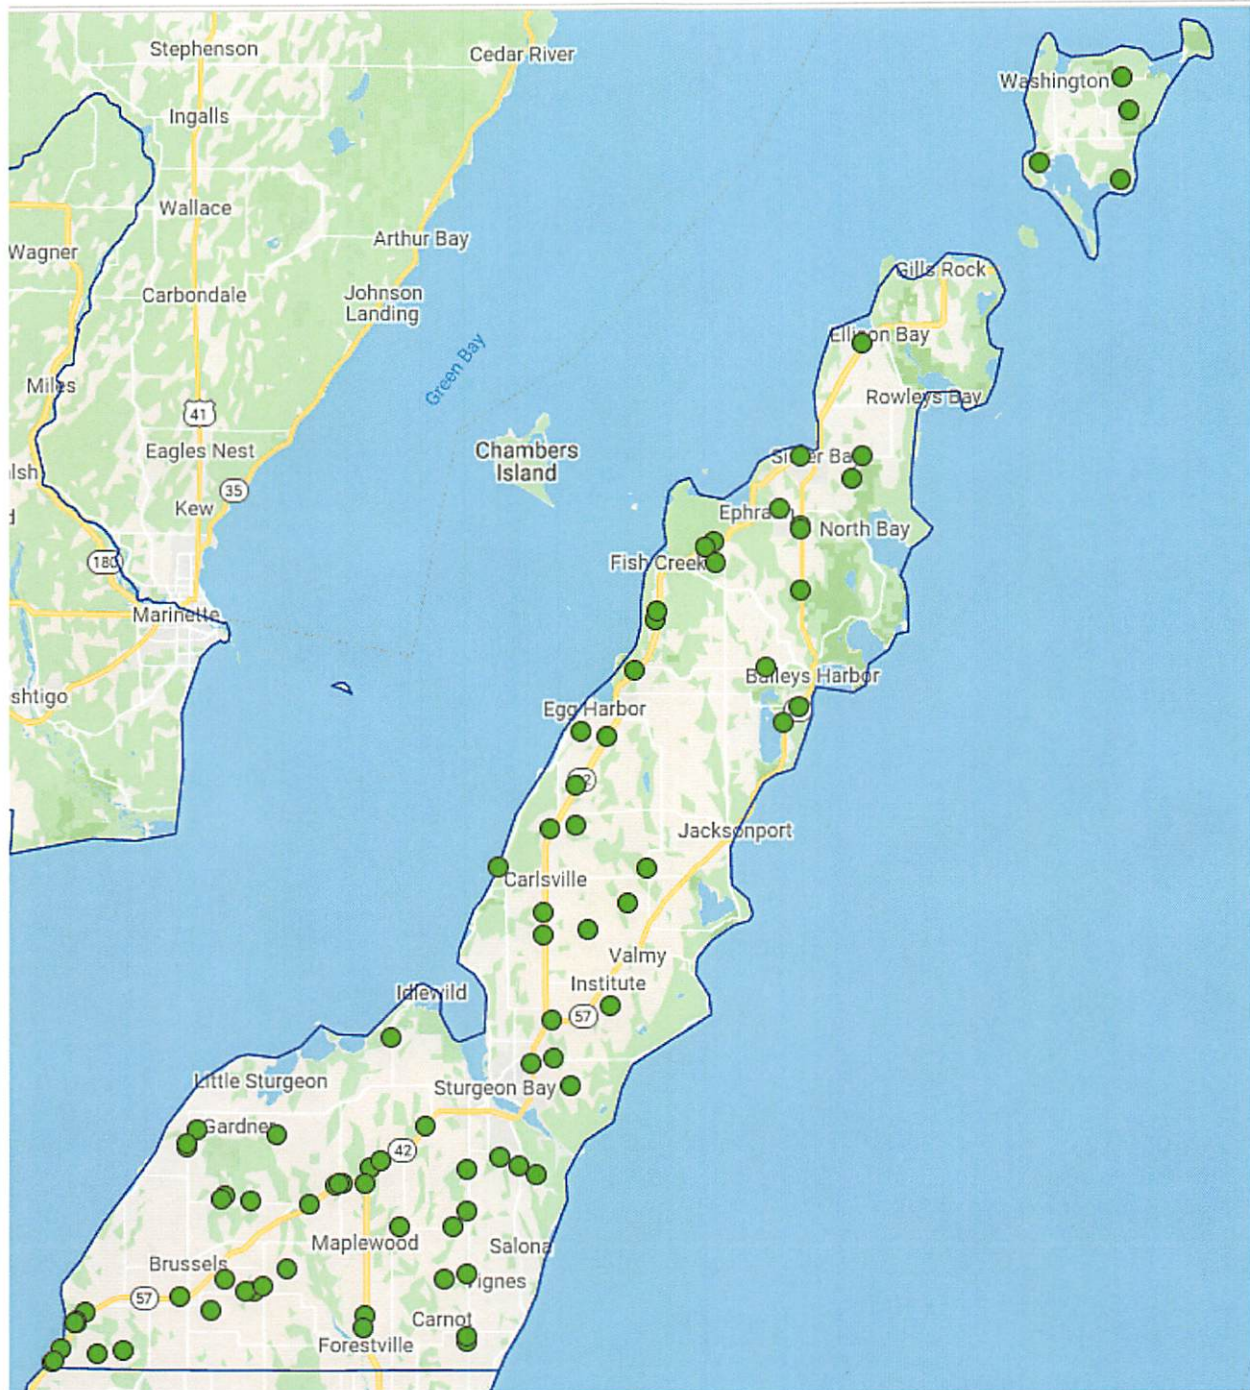 Stephenson
Cedar River
Ingalls
Washington
Wallace
Arthur Bay
Wagner
Gills Rock
Carbondale
Johnson
Landing
Green Bay
Ellison Bay
Miles
Rowleys Bay
41
Eagles Nest
Chambers
Island
alsh
35
Kew
Ephraim
North Bay
180
Fish Creek
Marinette
Baileys Harbor
shtigo
Egg Harbor
Jacksonport
Carlsville
Valmy
Institute
Idlewild
57
Little Sturgeon
Sturgeon Bay
Gardner
42
Maplewood
Salona
Brussels
Vignes
57
Carnot
Forestville